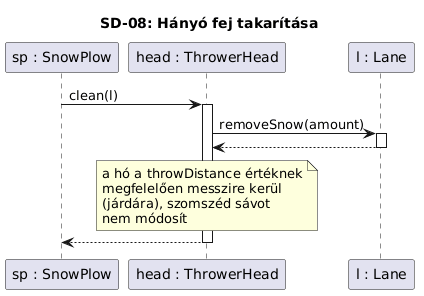 SD-08: Hányó fej takarítása
sp : SnowPlow
head : ThrowerHead
l : Lane
clean(l)
removeSnow(amount)
a hó a throwDistance értéknek
megfelelően messzire kerül
(járdára), szomszéd sávot
nem módosít
sp : SnowPlow
head : ThrowerHead
l : Lane